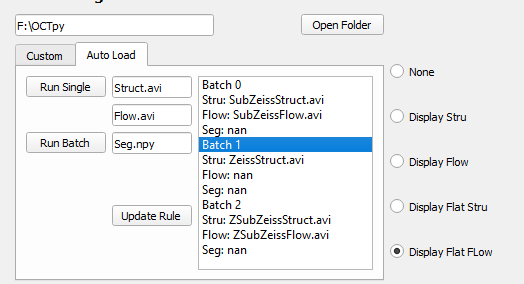 F:\OCTpy
Open Folder
Custom
Auto Load
Run Single
Struct.avi
Flow.avi
Run Batch
Seg.npy
Update Rule
Batch 0
Stru: SubZeissStruct.avi
Flow: SubZeissFlow.avi
Seg: nan
Batch 1
Stru: ZeissStruct.avi
Flow: nan
Seg: nan
Batch 2
Stru: ZSubZeissStruct.avi
Flow: ZSubZeissFlow.avi
Seg: nan
None
Display Stru
Display Flow
Display Flat Stru
Display Flat FLow